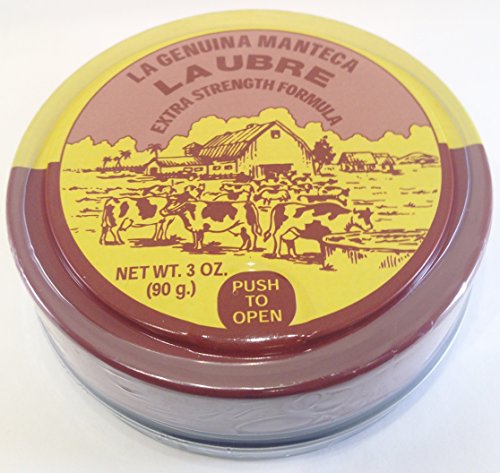 LA GENUINA MANTECA
LA UBRE
EXTRA STRENGTH FORMULA
NET WT. 3 OZ.
(90 g.)
PUSH
TO
OPEN